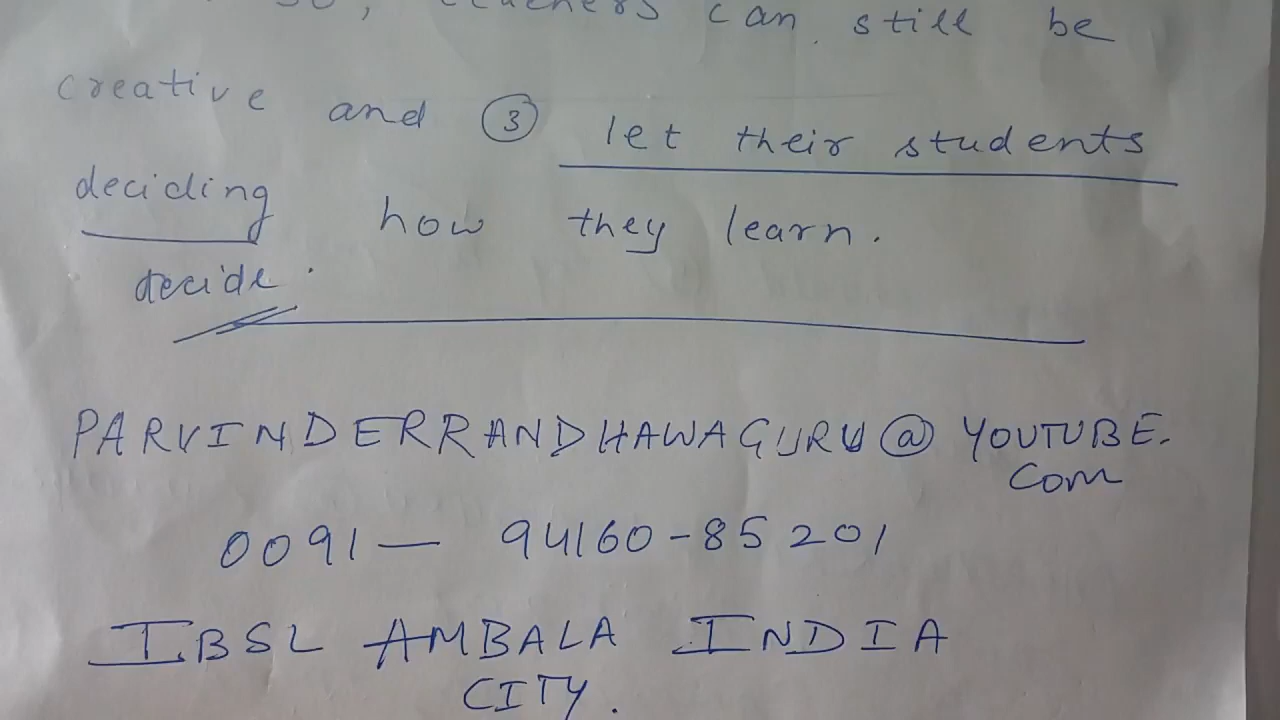 teachers can still be
creative and ③ let their students
deciding how they learn.
decide.
PARVINDERRANDHAWAGURU@YOUTUBE.
Com
0091— 94160-85201
IBSL AMBALA INDIA
CITY.